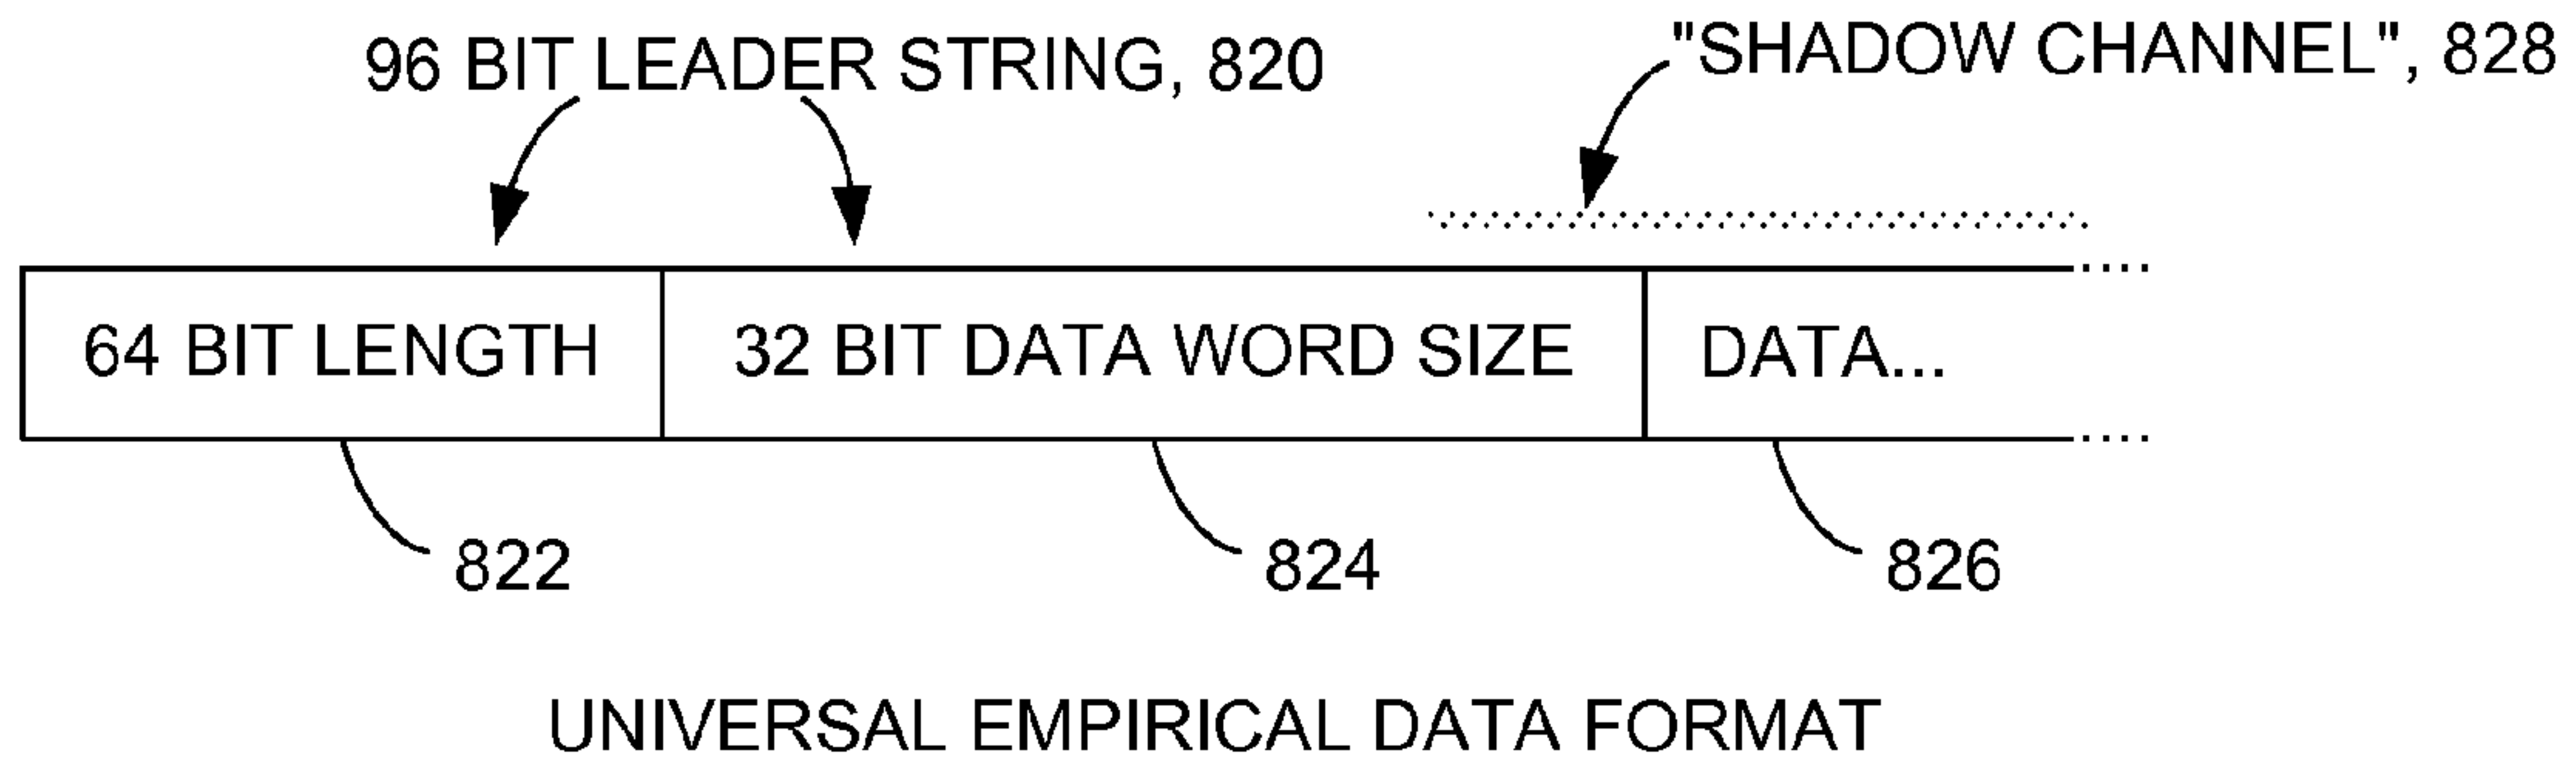 96 BIT LEADER STRING, 820
"SHADOW CHANNEL", 828
64 BIT LENGTH
32 BIT DATA WORD SIZE
DATA...
822
824
826
UNIVERSAL EMPIRICAL DATA FORMAT